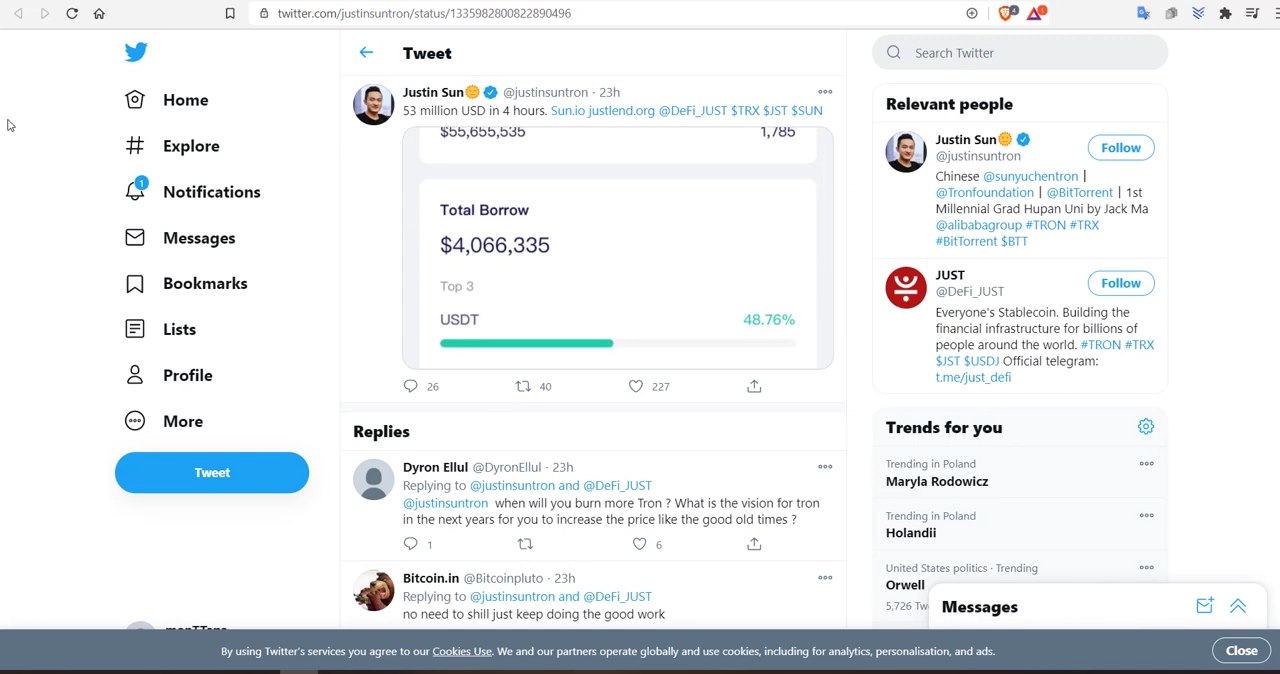 twitter.com/justinsuntron/status/1335982800822890496
4
1
Home
Explore
1
Notifications
Messages
Bookmarks
Lists
Profile
More
Tweet
Tweet
Justin Sun🌞 @justinsuntron · 23h
53 million USD in 4 hours. Sun.io justlend.org @DeFi_JUST $TRX $JST $SUN
$55,655,535 1,785
Total Borrow
$4,066,335
Top 3
USDT 48.76%
26 40 227
Replies
Dyron Ellul @DyronEllul · 23h
Replying to @justinsuntron and @DeFi_JUST
@justinsuntron when will you burn more Tron ? What is the vision for tron
in the next years for you to increase the price like the good old times ?
1 6
Bitcoin.in @Bitcoinpluto · 23h
Replying to @justinsuntron and @DeFi_JUST
no need to shill just keep doing the good work
Search Twitter
Relevant people
Justin Sun🌞
@justinsuntron
Follow
Chinese @sunyuchentron |
@Tronfoundation | @BitTorrent | 1st
Millennial Grad Hupan Uni by Jack Ma
@alibabagroup #TRON #TRX
#BitTorrent $BTT
JUST
@DeFi_JUST
Follow
Everyone's Stablecoin. Building the
financial infrastructure for billions of
people around the world. #TRON #TRX
$JST $USDJ Official telegram:
t.me/just_defi
Trends for you
Trending in Poland
Maryla Rodowicz
Trending in Poland
Holandii
United States politics · Trending
Orwell
5,726 Tw
Messages
By using Twitter's services you agree to our Cookies Use. We and our partners operate globally and use cookies, including for analytics, personalisation, and ads.
Close